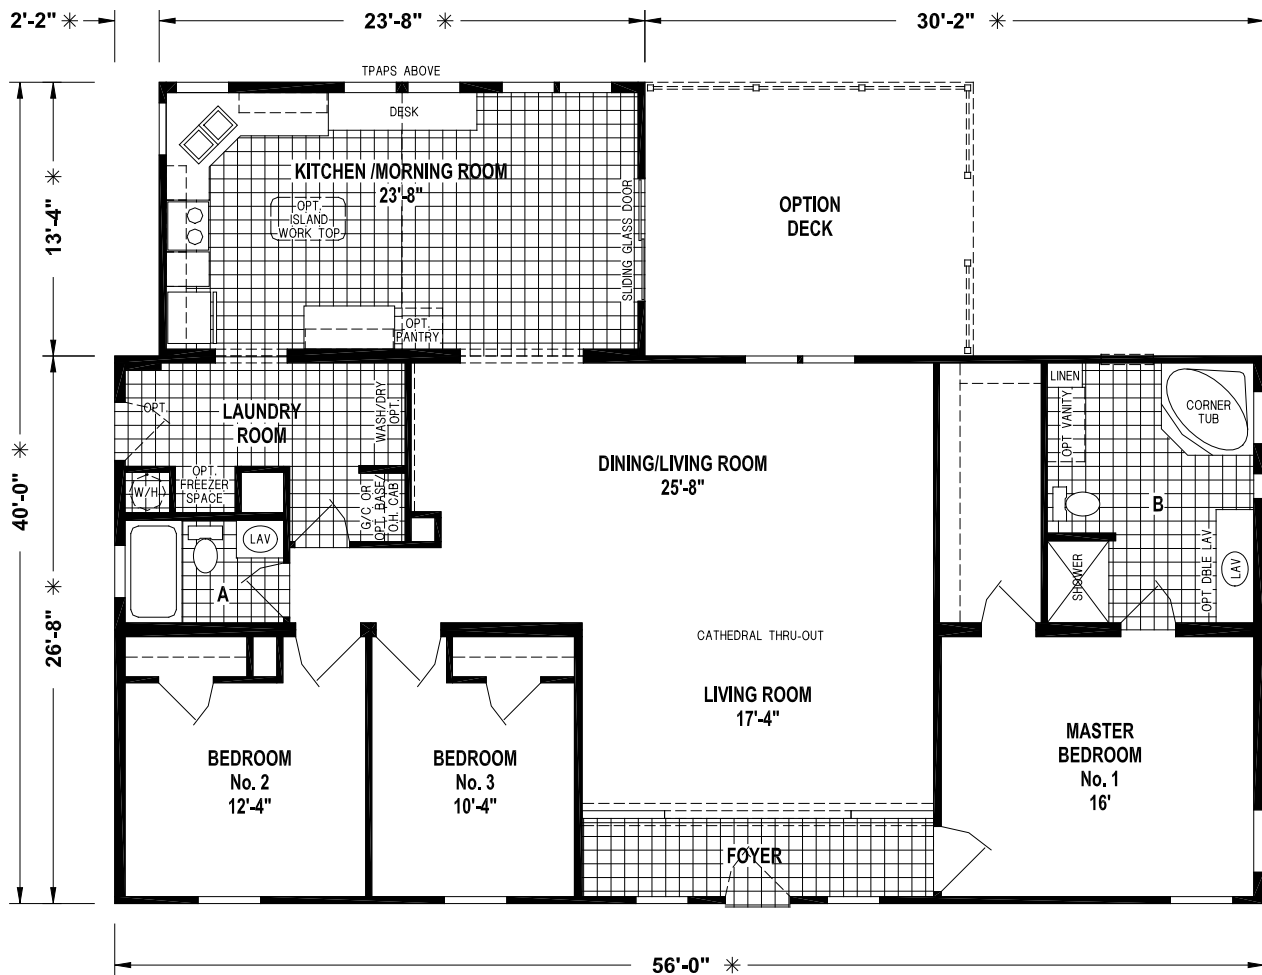 2'-2" ✳
23'-8" ✳
30'-2" ✳
TPAPS ABOVE
DESK
KITCHEN /MORNING ROOM
23'-8"
OPT.
ISLAND
WORK TOP
SLIDING GLASS DOOR
OPTION
DECK
13'-4" ✳
OPT.
PANTRY
40'-0" ✳
26'-8" ✳
OPT.
LAUNDRY
ROOM
WASH/DRY
OPT.
W/H
OPT.
FREEZER
SPACE
G/C OR
OPT. BASE/
O.H. CAB
LAV
A
DINING/LIVING ROOM
25'-8"
LINEN
OPT VANITY
CORNER
TUB
B
SHOWER
OPT DBLE LAV
LAV
CATHEDRAL THRU-OUT
LIVING ROOM
17'-4"
BEDROOM
No. 2
12'-4"
BEDROOM
No. 3
10'-4"
MASTER
BEDROOM
No. 1
16'
FOYER
56'-0" ✳